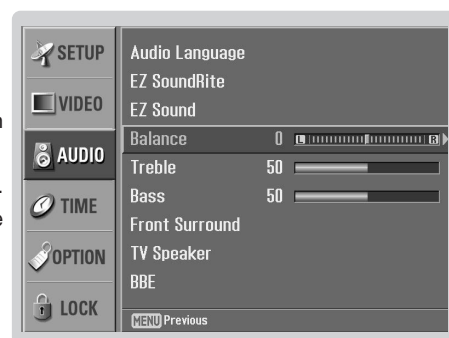 SETUP
VIDEO
AUDIO
TIME
OPTION
LOCK
Audio Language
EZ SoundRite
EZ Sound
Balance 0 L R
Treble 50
Bass 50
Front Surround
TV Speaker
BBE
MENU Previous